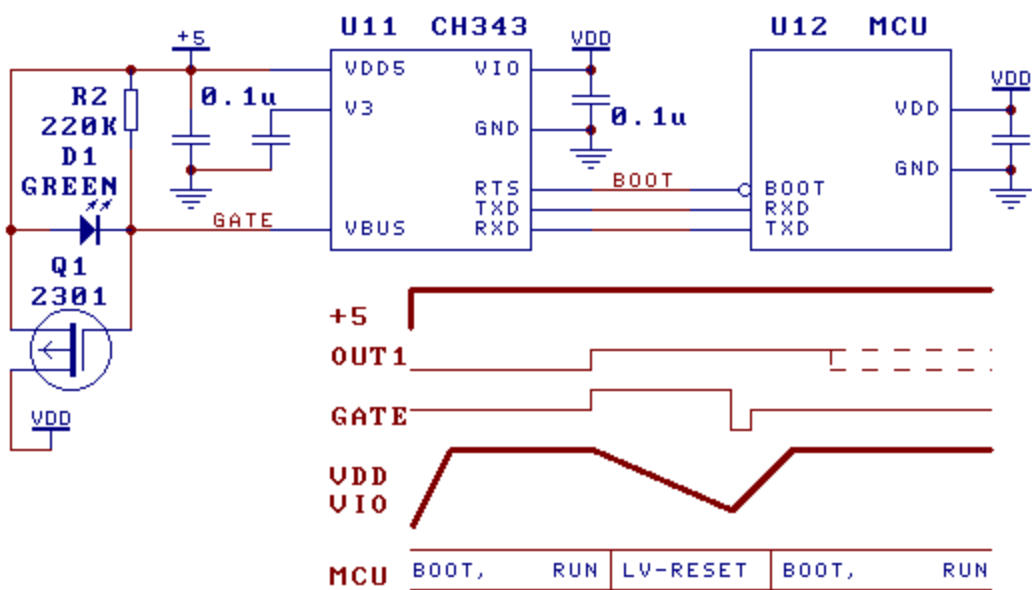 U11 CH343
U12 MCU
+5
VDD
VDD5
VIO
VDD
R2
0.1u
V3
VDD
220K
GND
0.1u
D1
GND
GREEN
RTS
BOOT
BOOT
TXD
RXD
GATE
VBUS
RXD
TXD
Q1
2301
+5
OUT1
VDD
GATE
VDD
VIO
MCU
BOOT, RUN
LV-RESET
BOOT, RUN